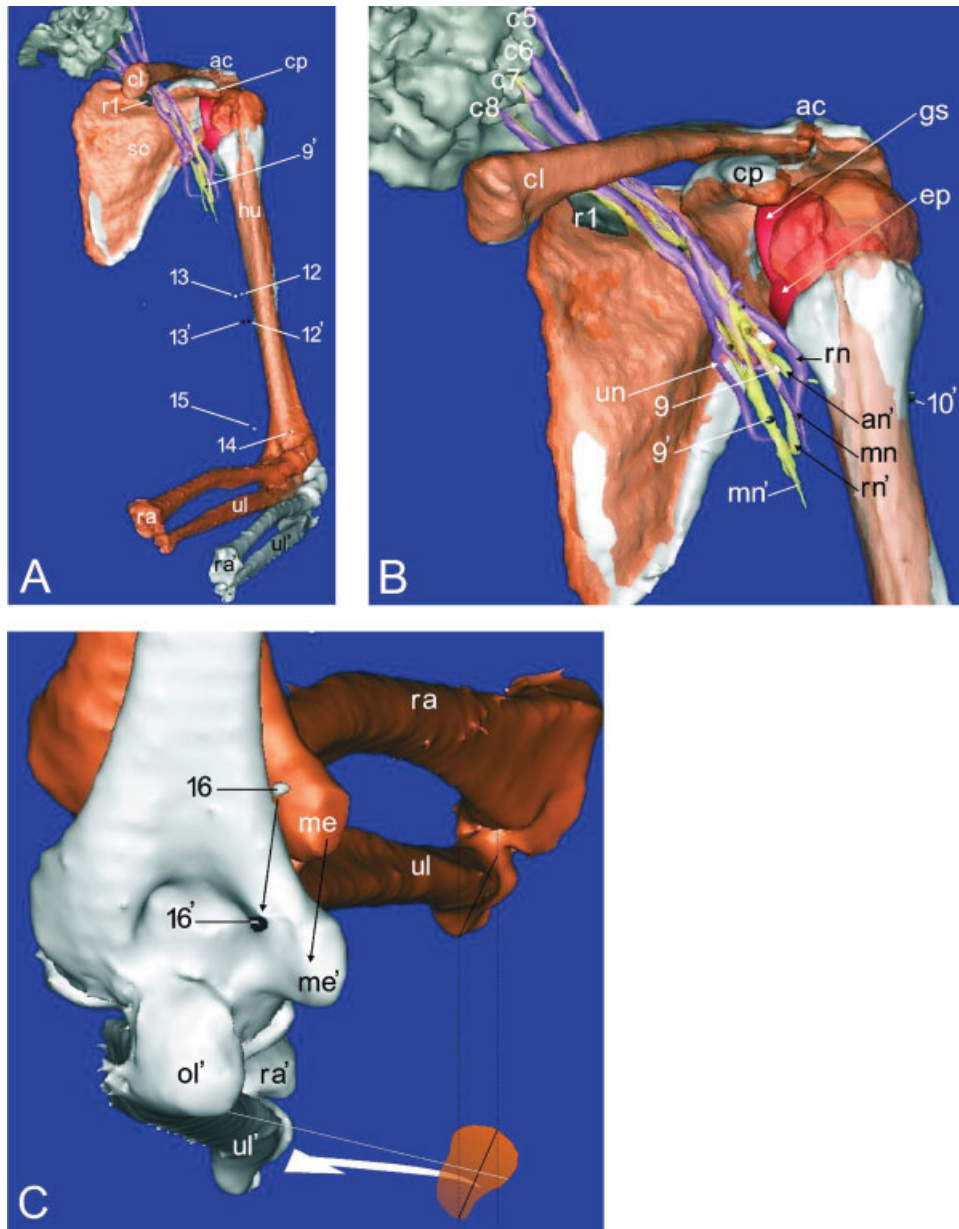 ac
cp
cl
r1
sc
9'
hu
13
12
13'
12'
15
14
ra
ul
ra'
ul'
A
c5
c6
c7
c8
ac
gs
cl
cp
ep
r1
rn
un
9
an'
10'
9'
mn
mn'
rn'
B
ra
16
me
ul
16'
me'
ol'
ra'
ul'
C